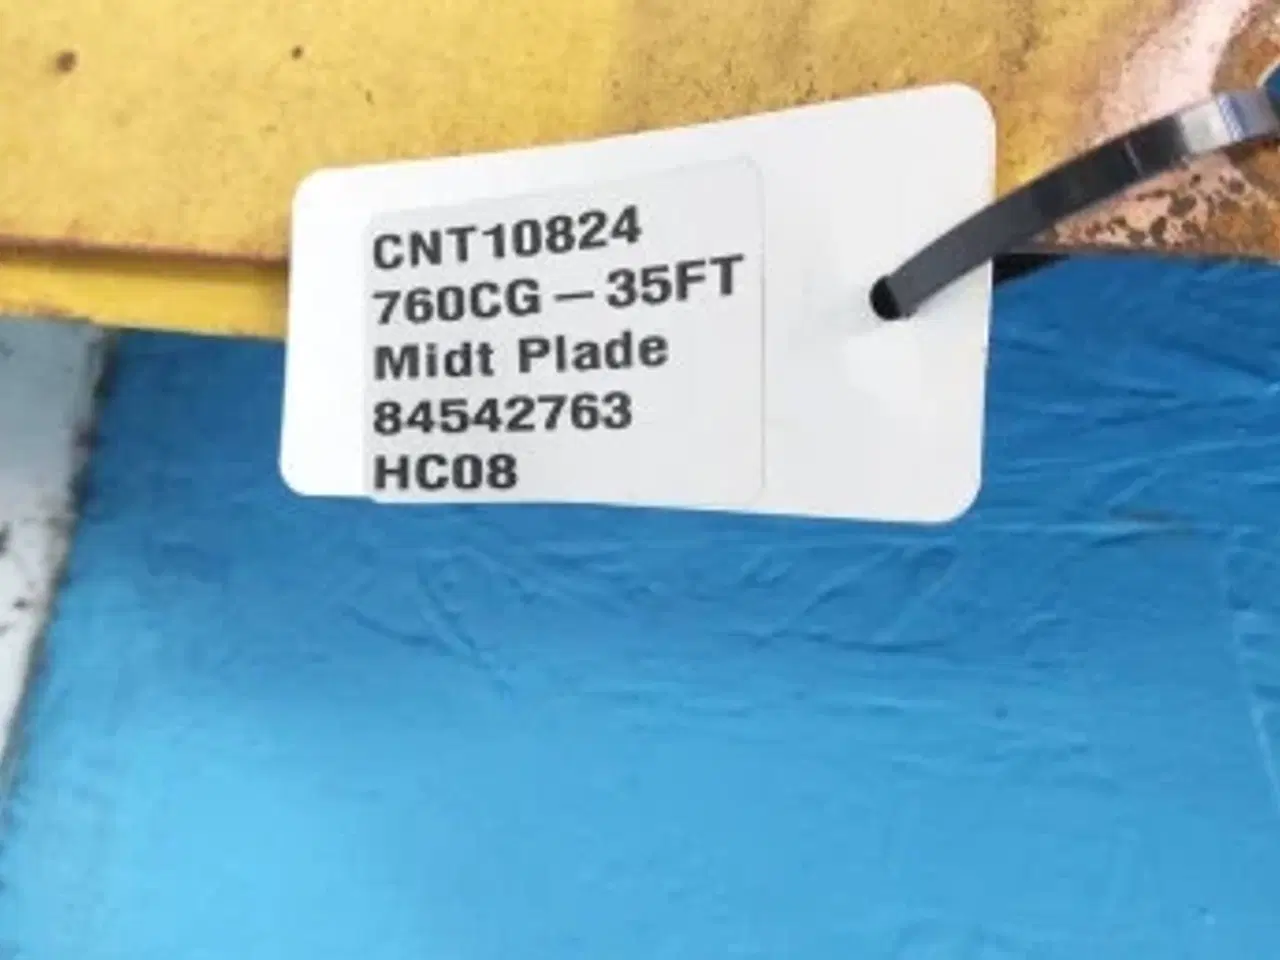 CNT10824
760CG – 35FT
Midt Plade
84542763
HC08